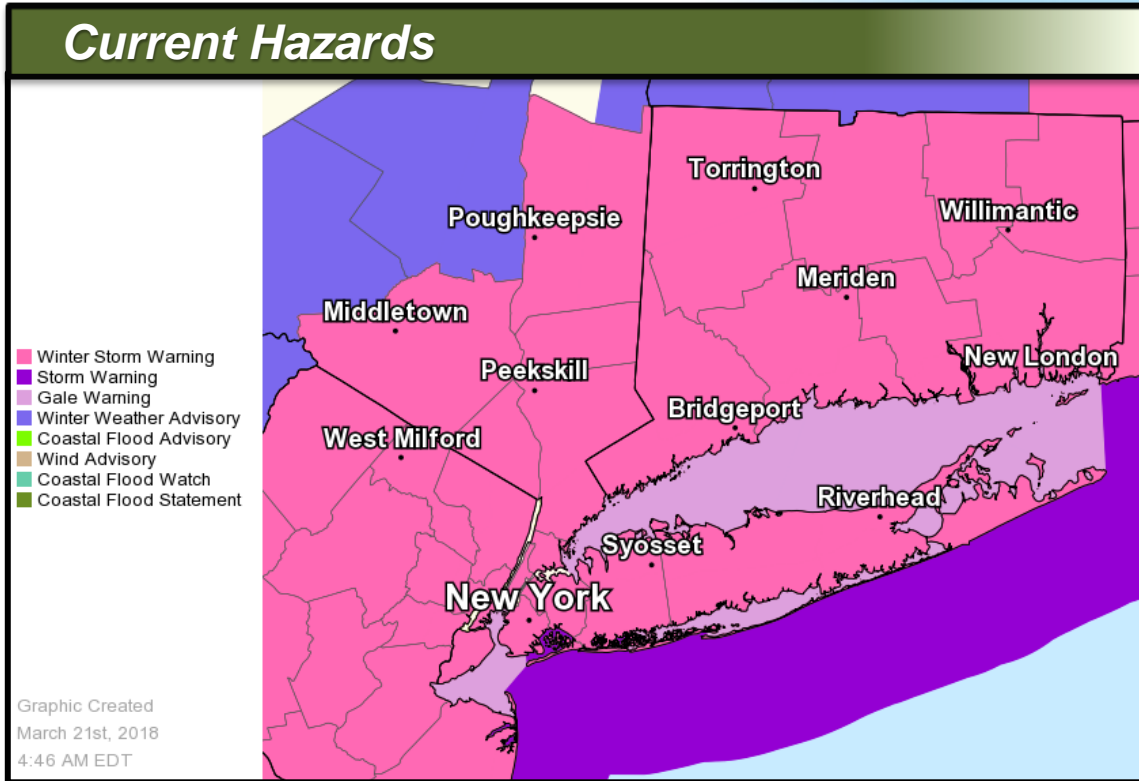 Current Hazards
Torrington
Willimantic
Poughkeepsie
Meriden
Middletown
New London
Peekskill
Bridgeport
West Milford
Riverhead
Syosset
New York
Winter Storm Warning
Storm Warning
Gale Warning
Winter Weather Advisory
Coastal Flood Advisory
Wind Advisory
Coastal Flood Watch
Coastal Flood Statement
Graphic Created
March 21st, 2018
4:46 AM EDT